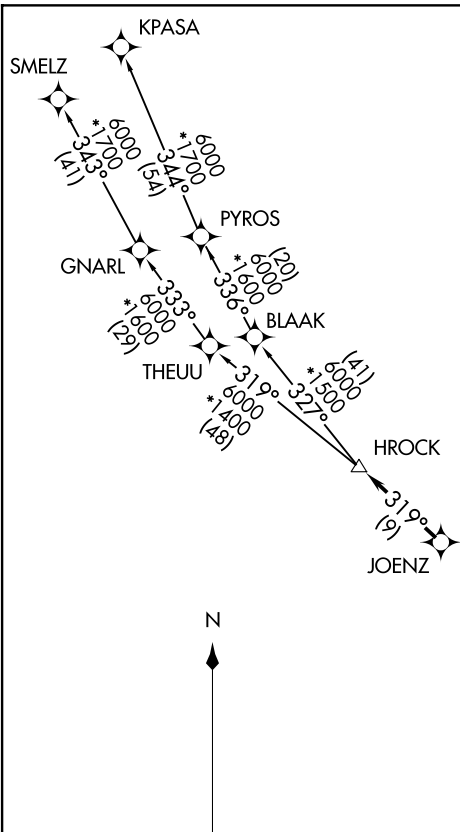 KPASA
SMELZ
6000
*1700
343°
(41)
6000
*1700
344°
(54)
PYROS
GNARL
(20)
6000
*1600
336°
BLAAK
333°
6000
*1600
(29)
THEUU
(41)
6000
*1500
327°
319°
6000
*1400
(48)
HROCK
319°
(9)
JOENZ
N